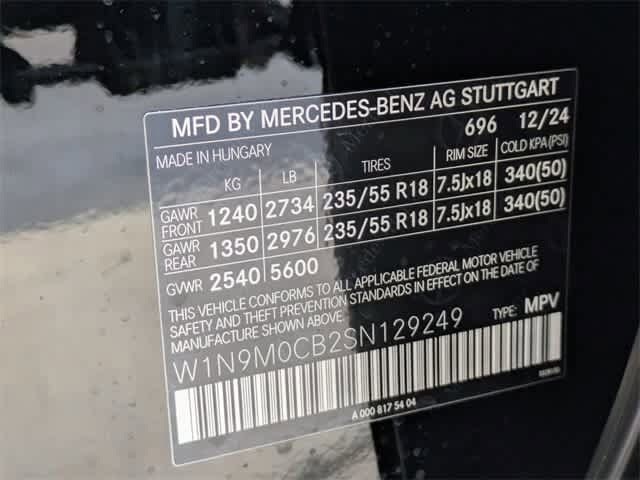 MFD BY MERCEDES-BENZ AG STUTTGART
696 12/24
MADE IN HUNGARY
KG LB TIRES RIM SIZE COLD KPA(PSI)
GAWR FRONT 1240 2734 235/55 R18 7.5Jx18 340(50)
GAWR REAR 1350 2976 235/55 R18 7.5Jx18 340(50)
GVWR 2540 5600
THIS VEHICLE CONFORMS TO ALL APPLICABLE FEDERAL MOTOR VEHICLE
SAFETY AND THEFT PREVENTION STANDARDS IN EFFECT ON THE DATE OF
MANUFACTURE SHOWN ABOVE.
W1N9M0CB2SN129249 TYPE: MPV
A 000 817 54 04